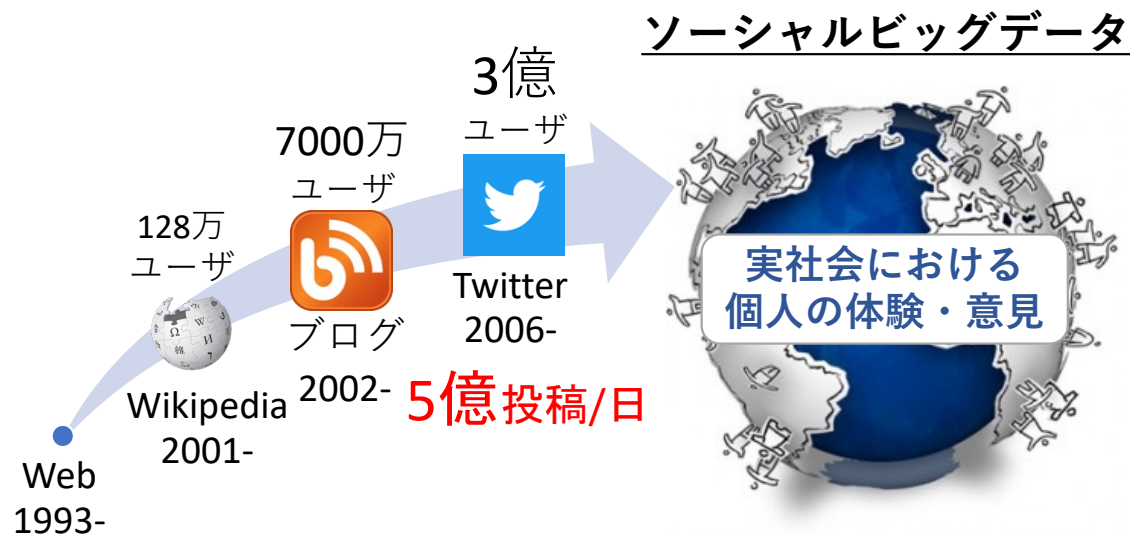 ソーシャルビッグデータ
3億
ユーザ
7000万
ユーザ
128万
ユーザ
Twitter
2006-
ブログ
2002-
5億投稿/日
Wikipedia
2001-
Web
1993-
実社会における
個人の体験・意見
Ω
W
И
維